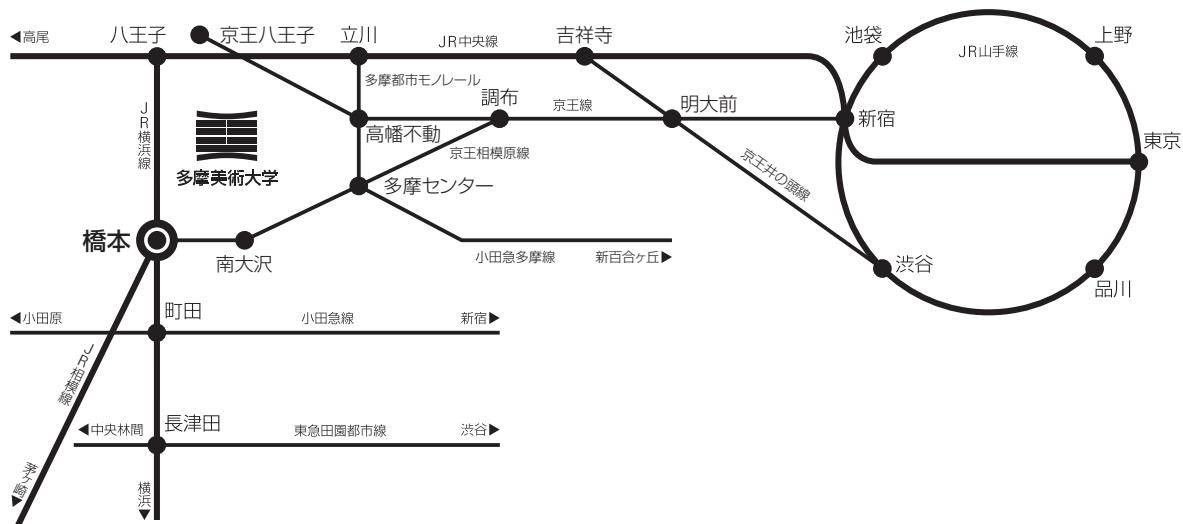 ◀高尾
八王子
京王八王子
立川
JR中央線
吉祥寺
池袋
上野
JR山手線
多摩都市モノレール
調布
京王線
明大前
新宿
JR横浜線
高幡不動
東京
京王相模原線
多摩美術大学
多摩センター
京王井の頭線
橋本
南大沢
小田急多摩線
新百合ヶ丘▶
渋谷
品川
町田
◀小田原
小田急線
新宿▶
JR相模線
長津田
◀中央林間
東急田園都市線
渋谷▶
茅ヶ崎▼
横浜▼